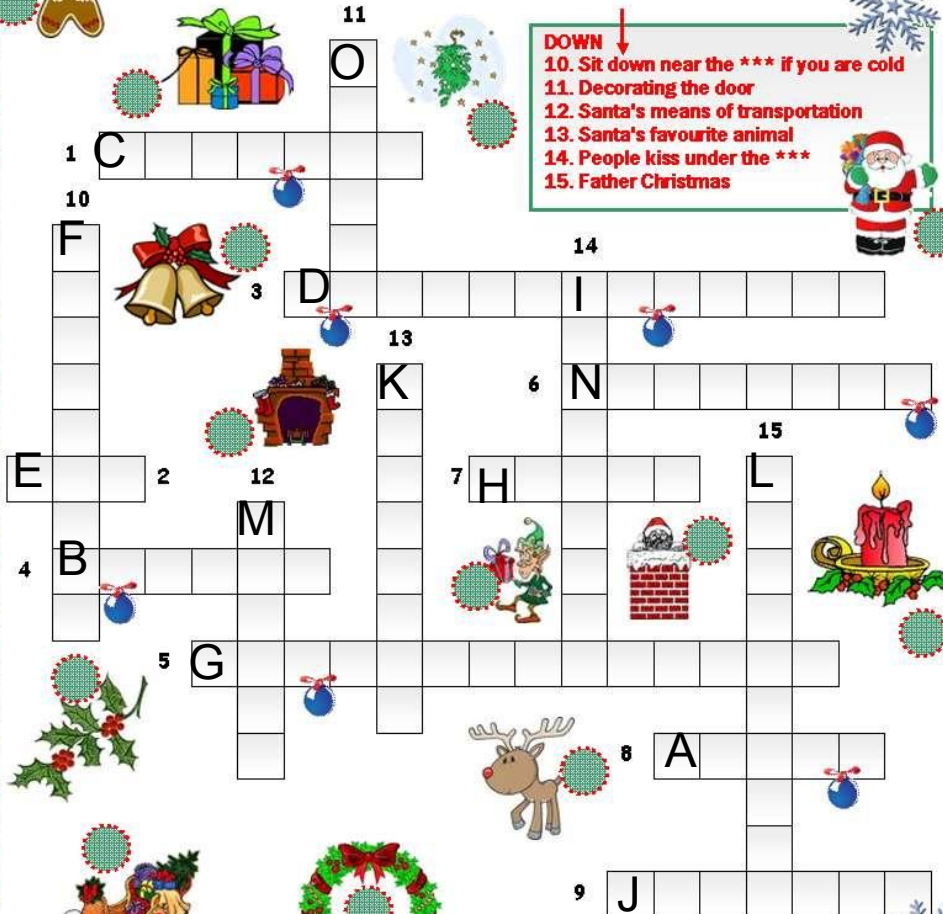 11
O
DOWN
10. Sit down near the *** if you are cold
11. Decorating the door
12. Santa's means of transportation
13. Santa's favourite animal
14. People kiss under the ***
15. Father Christmas
1 C
10
F
14
3 D I
13
K
6 N
15
E 2
12
7 H
L
M
4 B
5 G
8 A
9 J